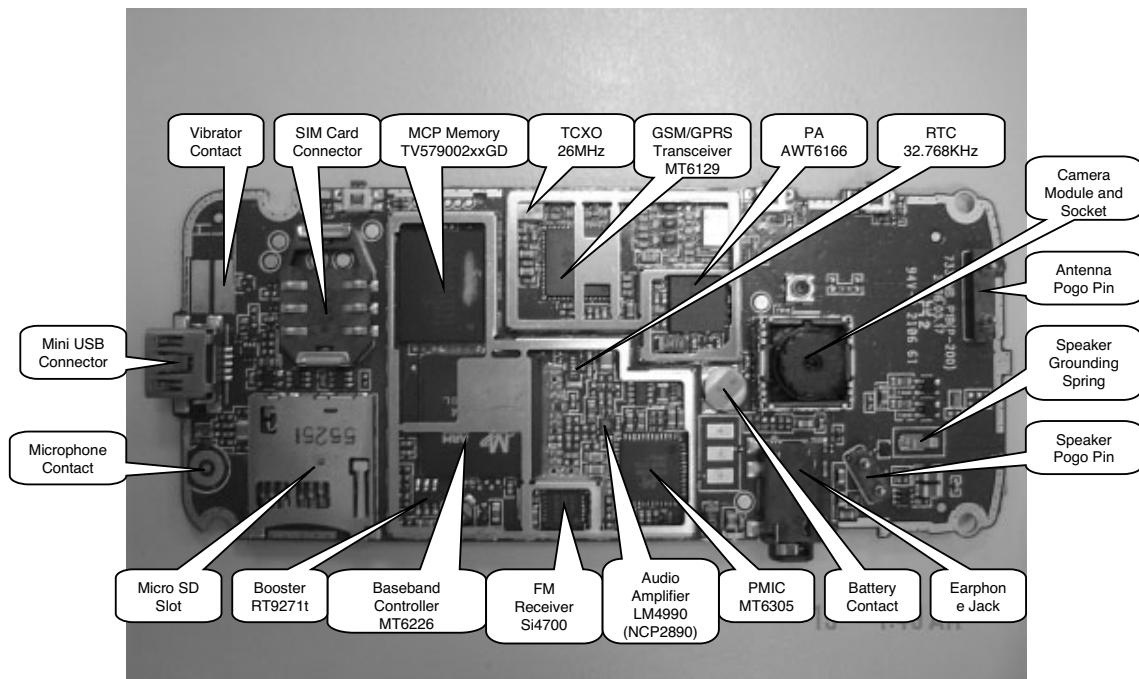 Vibrator
Contact
SIM Card
Connector
MCP Memory
TV579002xxGD
TCXO
26MHz
GSM/GPRS
Transceiver
MT6129
PA
AWT6166
RTC
32.768KHz
Camera
Module and
Socket
Antenna
Pogo Pin
Mini USB
Connector
Speaker
Grounding
Spring
Microphone
Contact
Speaker
Pogo Pin
55251
2106 61
Micro SD
Slot
Booster
RT9271t
Baseband
Controller
MT6226
FM
Receiver
Si4700
Audio
Amplifier
LM4990
(NCP2890)
PMIC
MT6305
Battery
Contact
Earphon
e Jack